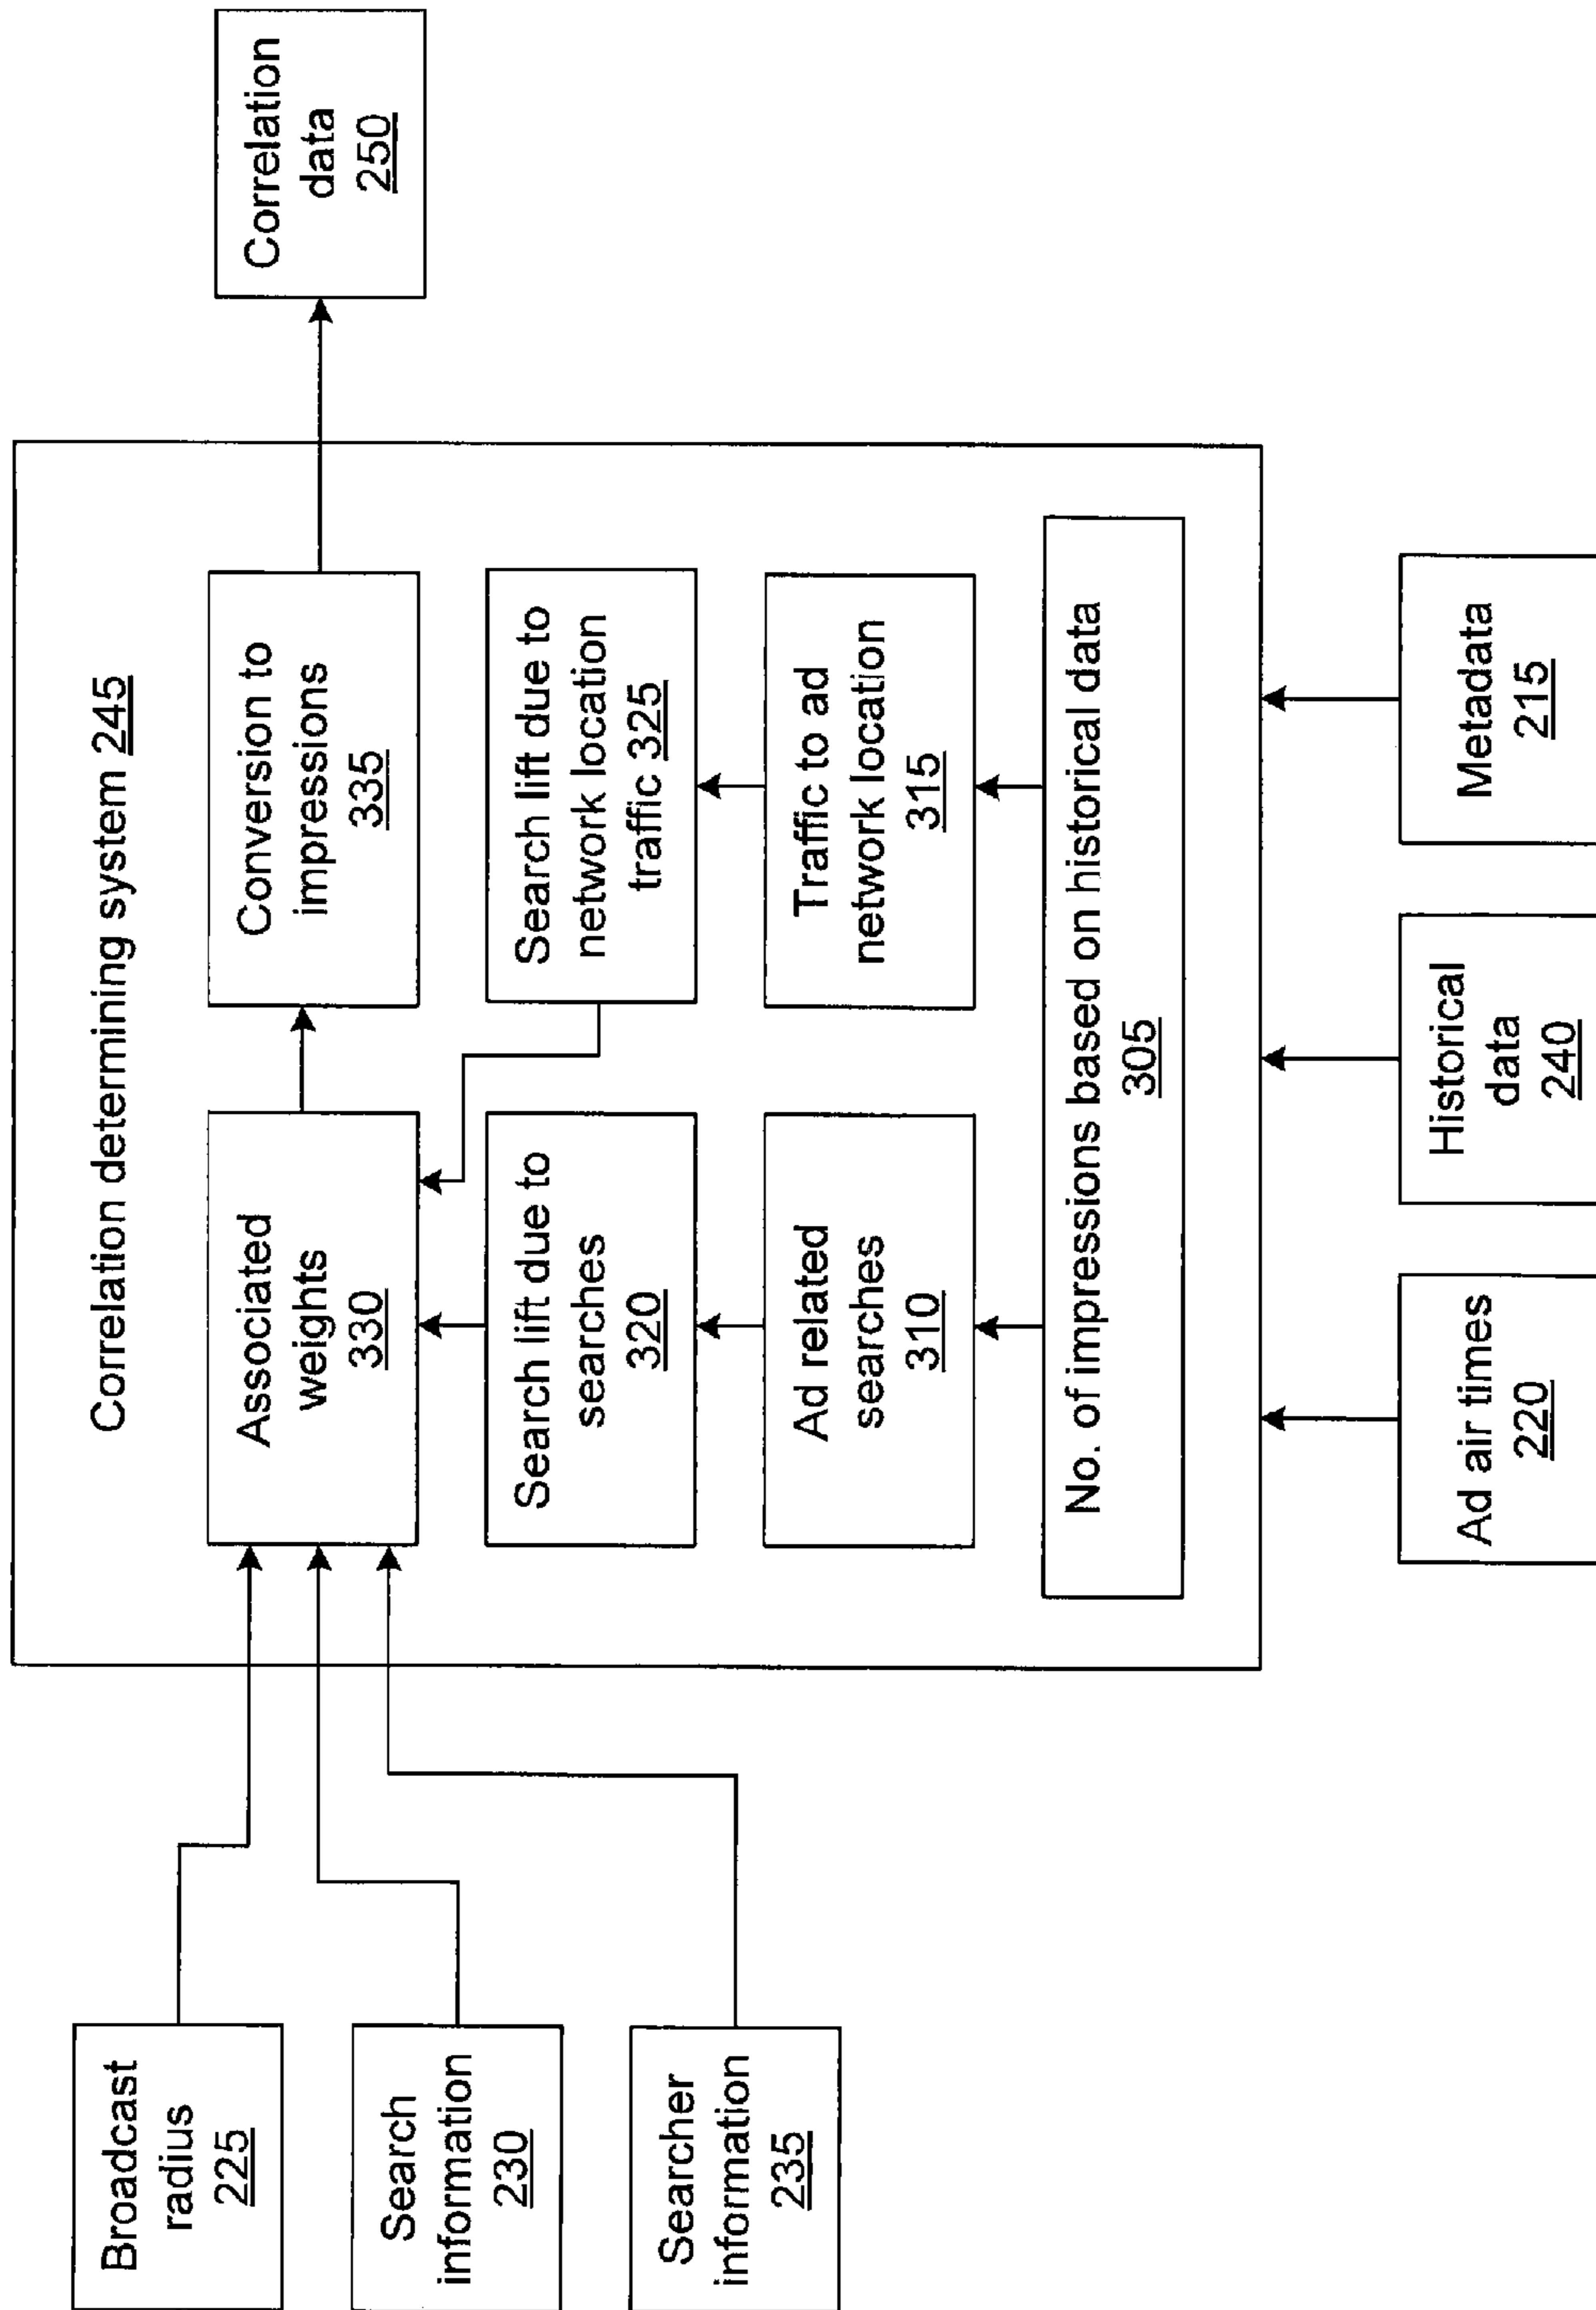 Correlation determining system 245
Broadcast
radius
225
Search
information
230
Searcher
information
235
Associated
weights
330
Conversion to
impressions
335
Correlation
data
250
Search lift due to
searches
320
Search lift due to
network location
traffic 325
Ad related
searches
310
Traffic to ad
network location
315
No. of impressions based on historical data
305
Ad air times
220
Historical
data
240
Metadata
215